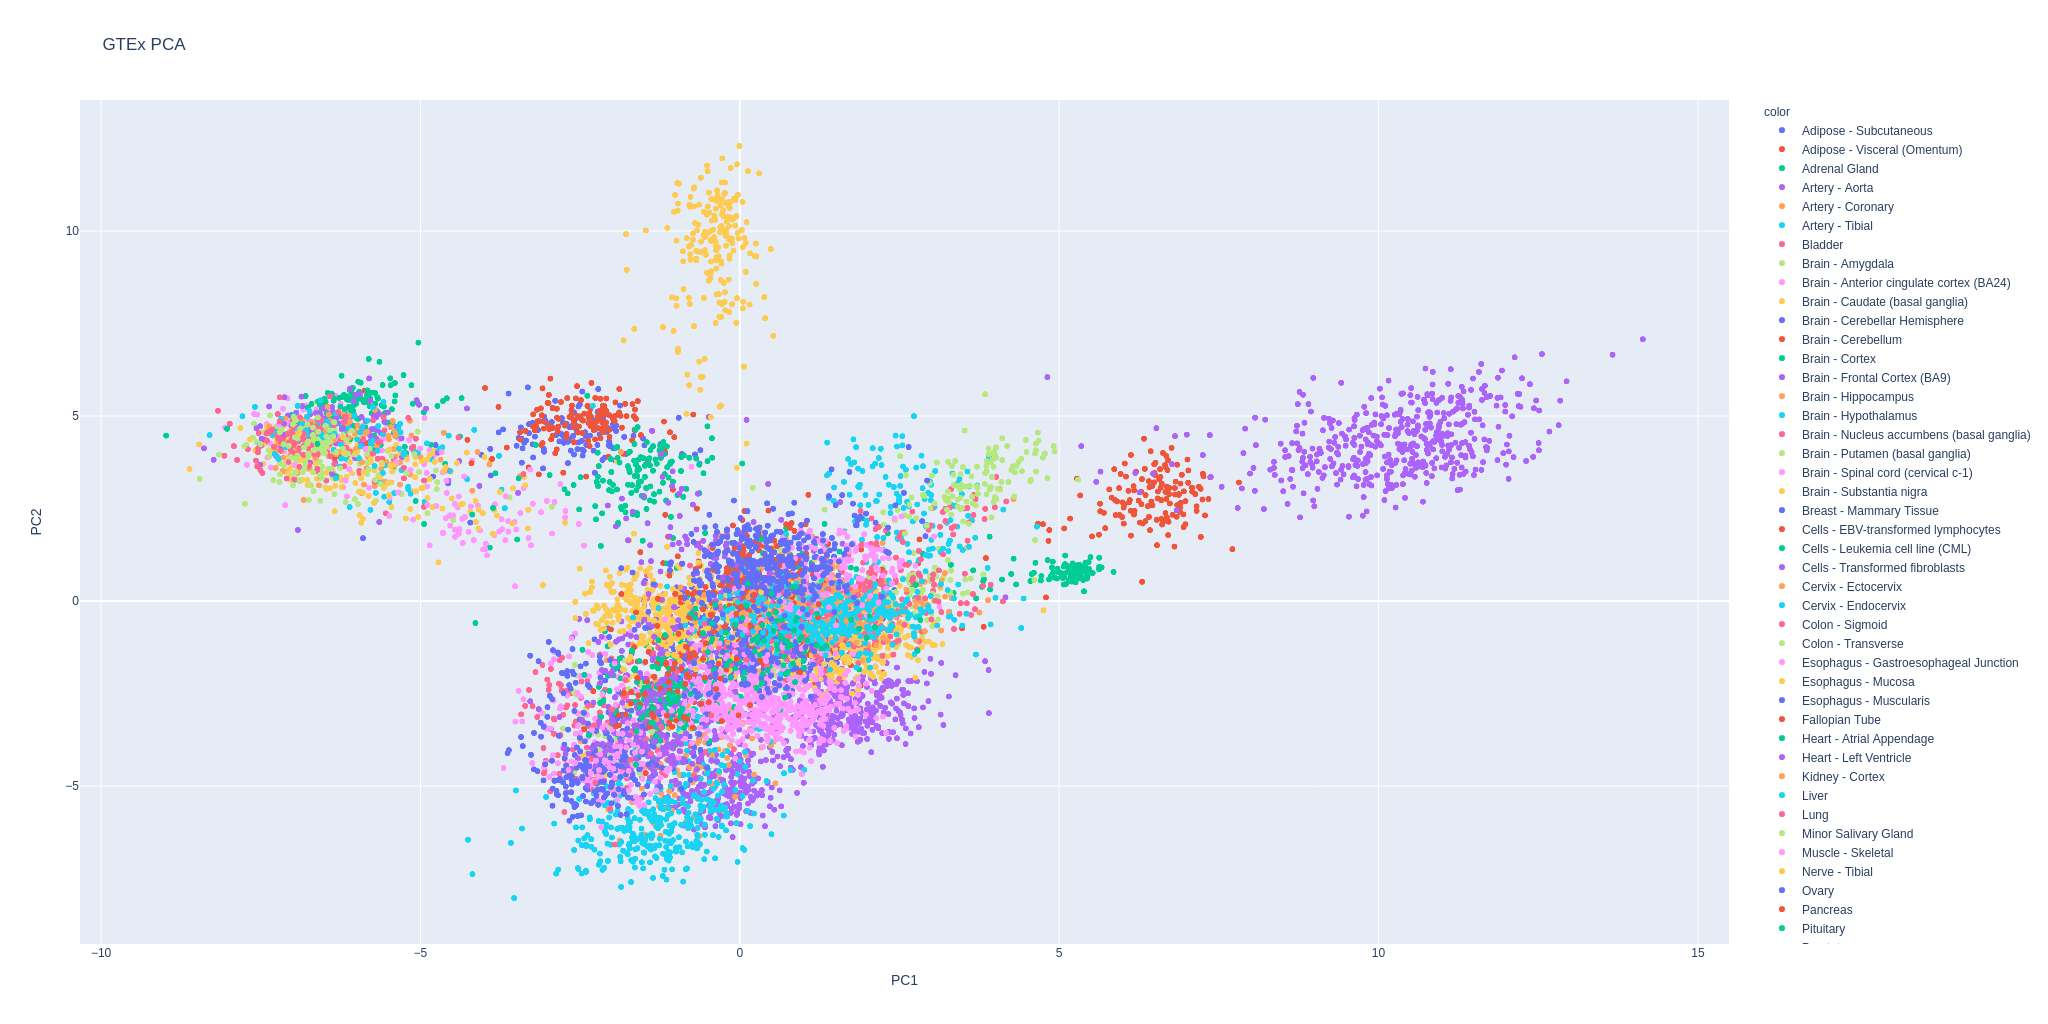 GTEx PCA
color
Adipose - Subcutaneous
Adipose - Visceral (Omentum)
Adrenal Gland
Artery - Aorta
Artery - Coronary
Artery - Tibial
Bladder
Brain - Amygdala
Brain - Anterior cingulate cortex (BA24)
Brain - Caudate (basal ganglia)
Brain - Cerebellar Hemisphere
Brain - Cerebellum
Brain - Cortex
Brain - Frontal Cortex (BA9)
Brain - Hippocampus
Brain - Hypothalamus
Brain - Nucleus accumbens (basal ganglia)
Brain - Putamen (basal ganglia)
Brain - Spinal cord (cervical c-1)
Brain - Substantia nigra
Breast - Mammary Tissue
Cells - EBV-transformed lymphocytes
Cells - Leukemia cell line (CML)
Cells - Transformed fibroblasts
Cervix - Ectocervix
Cervix - Endocervix
Colon - Sigmoid
Colon - Transverse
Esophagus - Gastroesophageal Junction
Esophagus - Mucosa
Esophagus - Muscularis
Fallopian Tube
Heart - Atrial Appendage
Heart - Left Ventricle
Kidney - Cortex
Liver
Lung
Minor Salivary Gland
Muscle - Skeletal
Nerve - Tibial
Ovary
Pancreas
Pituitary
10
5
0
−5
PC2
−10
−5
0
5
10
15
PC1